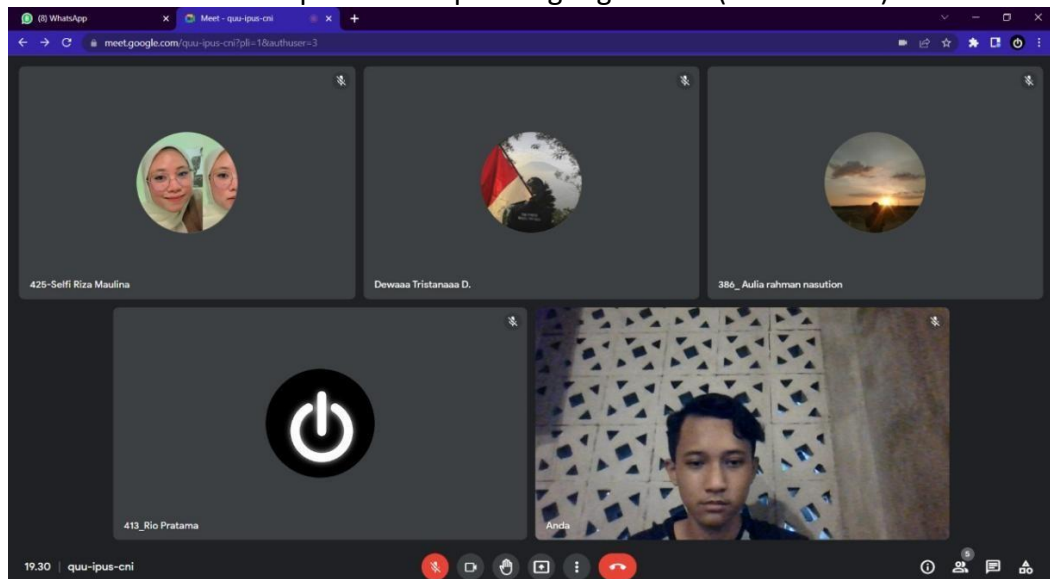 (8) WhatsApp
Meet - quu-ipus-cni
meet.google.com/quu-ipus-cni?pli=1&authuser=3
425-Selfi Riza Maulina
Dewaaa Tristanaaa D.
386_ Aulia rahman nasution
413_Rio Pratama
Anda
19.30 | quu-ipus-cni
5